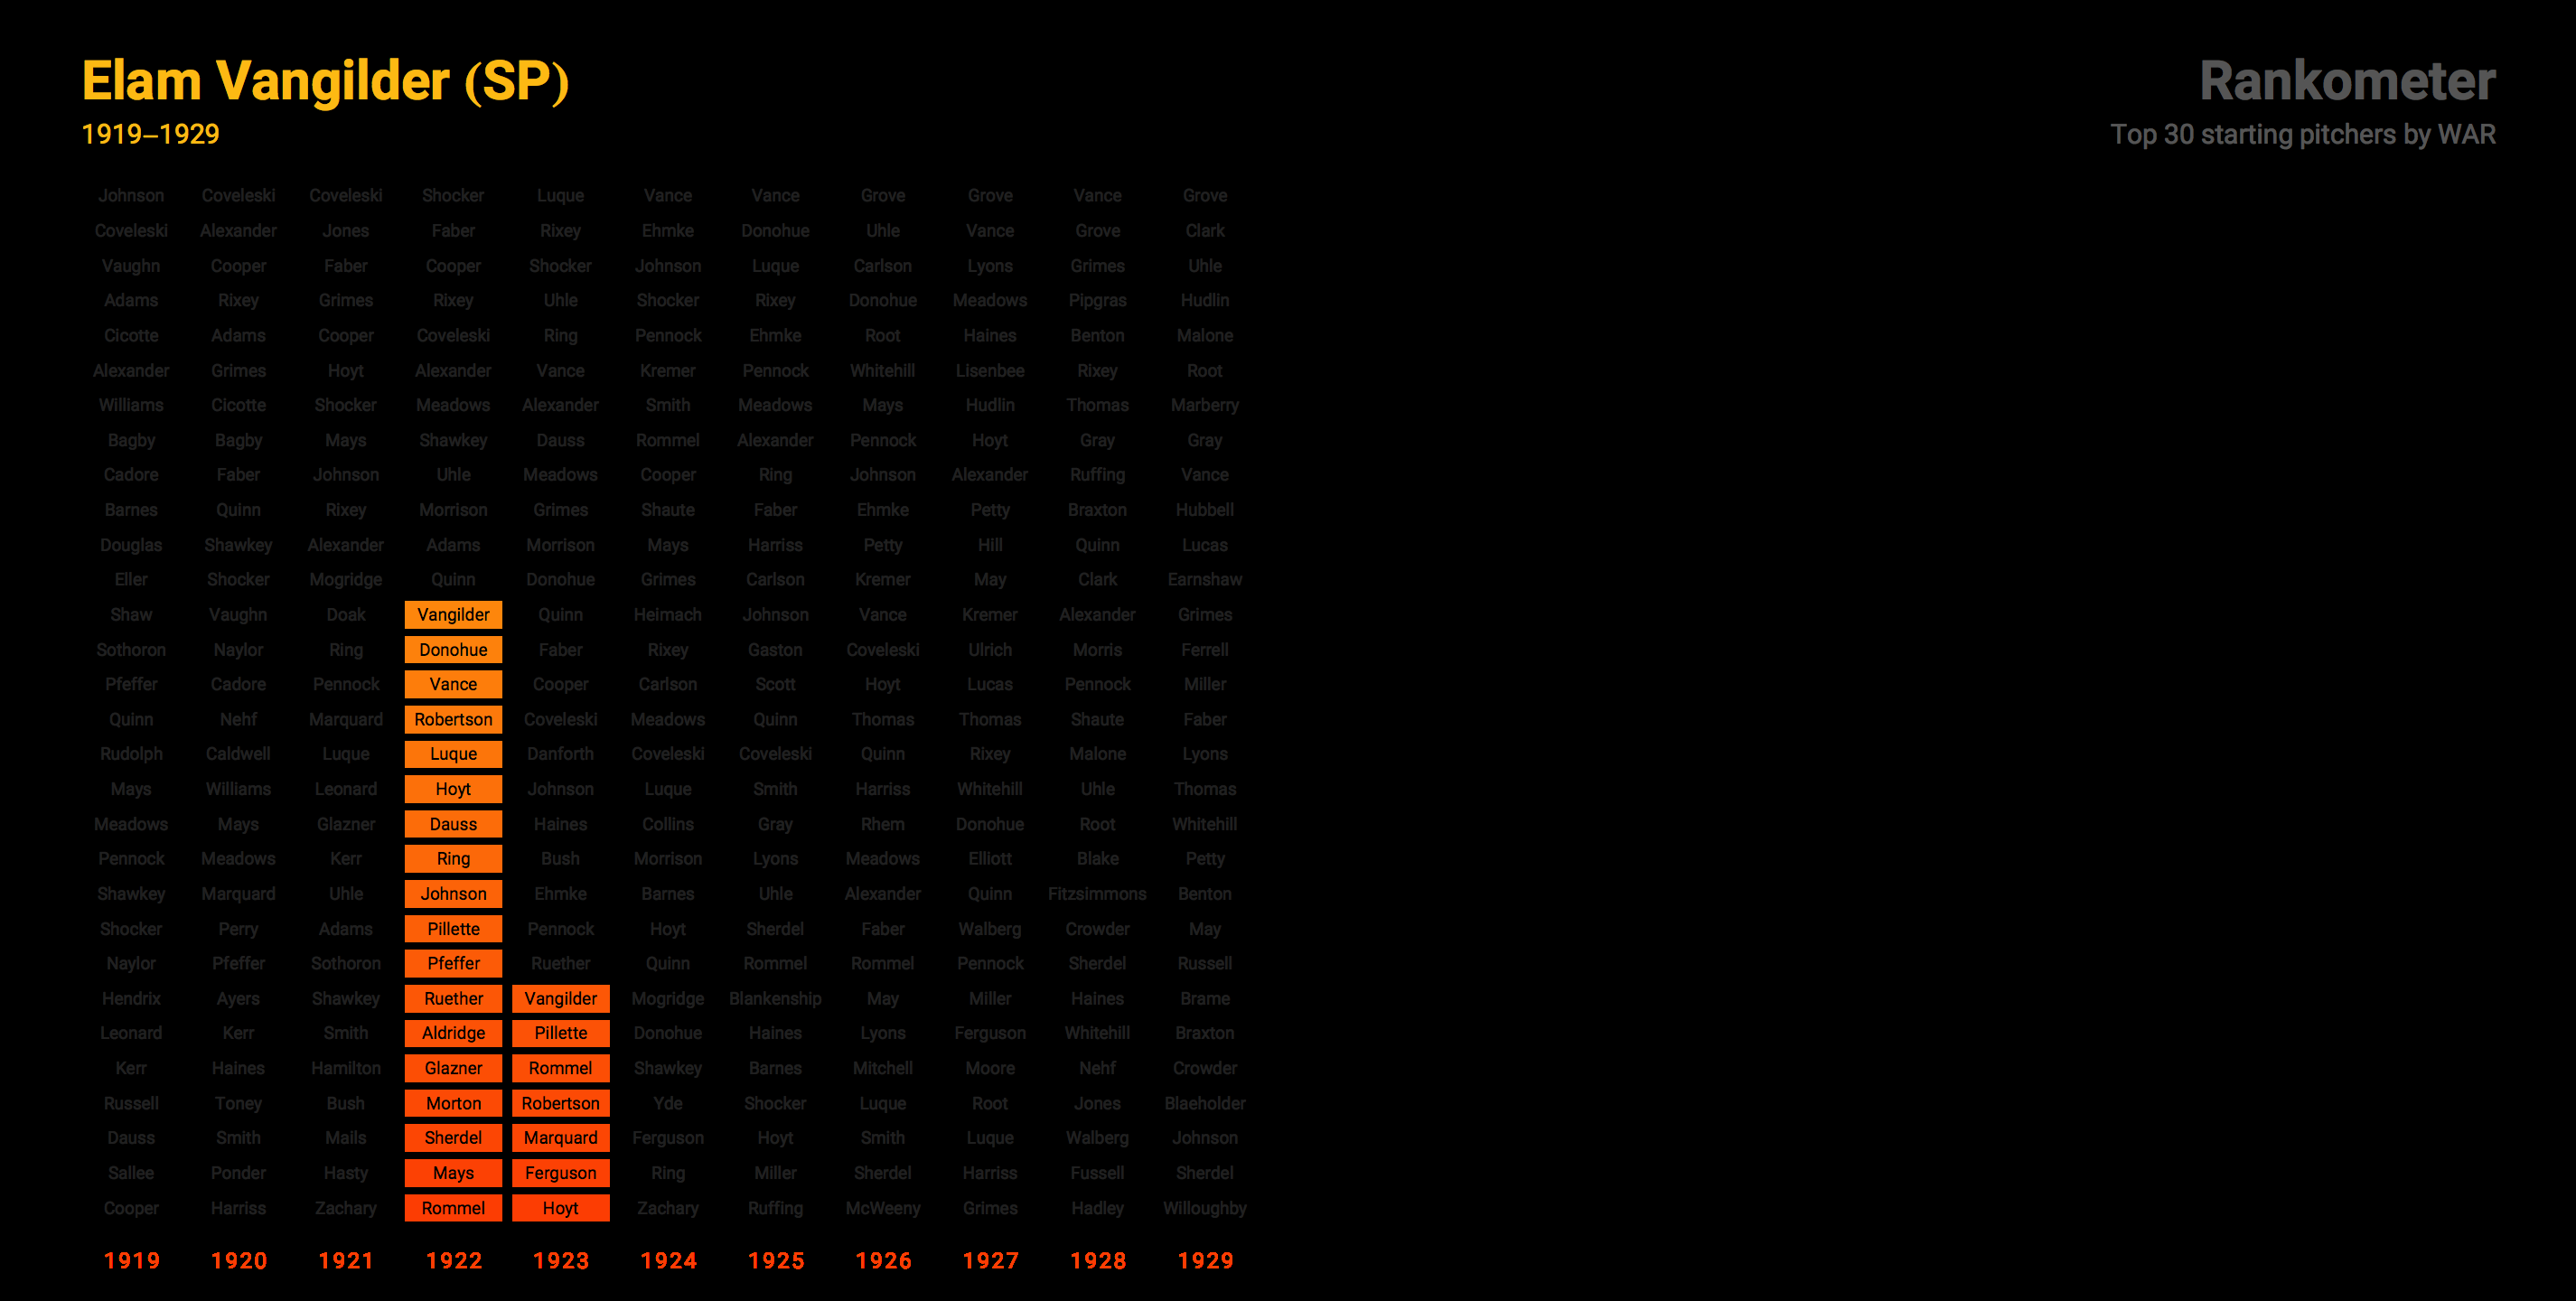 Elam Vangilder (SP)
1919–1929
Rankometer
Top 30 starting pitchers by WAR
Johnson Coveleski Coveleski Shocker Luque Vance Vance Grove Grove Vance Grove
Coveleski Alexander Jones Faber Rixey Ehmke Donohue Uhle Vance Grove Clark
Vaughn Cooper Faber Cooper Shocker Johnson Luque Carlson Lyons Grimes Uhle
Adams Rixey Grimes Rixey Uhle Shocker Rixey Donohue Meadows Pipgras Hudlin
Cicotte Adams Cooper Coveleski Ring Pennock Ehmke Root Haines Benton Malone
Alexander Grimes Hoyt Alexander Vance Kremer Pennock Whitehill Lisenbee Rixey Root
Williams Cicotte Shocker Meadows Alexander Smith Meadows Mays Hudlin Thomas Marberry
Bagby Bagby Mays Shawkey Dauss Rommel Alexander Pennock Hoyt Gray Gray
Cadore Faber Johnson Uhle Meadows Cooper Ring Johnson Alexander Ruffing Vance
Barnes Quinn Rixey Morrison Grimes Shaute Faber Ehmke Petty Braxton Hubbell
Douglas Shawkey Alexander Adams Morrison Mays Harriss Petty Hill Quinn Lucas
Eller Shocker Mogridge Quinn Donohue Grimes Carlson Kremer May Clark Earnshaw
Shaw Vaughn Doak Vangilder Quinn Heimach Johnson Vance Kremer Alexander Grimes
Sothoron Naylor Ring Donohue Faber Rixey Gaston Coveleski Ulrich Morris Ferrell
Pfeffer Cadore Pennock Vance Cooper Carlson Scott Hoyt Lucas Pennock Miller
Quinn Nehf Marquard Robertson Coveleski Meadows Quinn Thomas Thomas Shaute Faber
Rudolph Caldwell Luque Luque Danforth Coveleski Coveleski Quinn Rixey Malone Lyons
Mays Williams Leonard Hoyt Johnson Luque Smith Harriss Whitehill Uhle Thomas
Meadows Mays Glazner Dauss Haines Collins Gray Rhem Donohue Root Whitehill
Pennock Meadows Kerr Ring Bush Morrison Lyons Meadows Elliott Blake Petty
Shawkey Marquard Uhle Johnson Ehmke Barnes Uhle Alexander Quinn Fitzsimmons Benton
Shocker Perry Adams Pillette Pennock Hoyt Sherdel Faber Walberg Crowder May
Naylor Pfeffer Sothoron Pfeffer Ruether Quinn Rommel Rommel Pennock Sherdel Russell
Hendrix Ayers Shawkey Ruether Vangilder Mogridge Blankenship May Miller Haines Brame
Leonard Kerr Smith Aldridge Pillette Donohue Haines Lyons Ferguson Whitehill Braxton
Kerr Haines Hamilton Glazner Rommel Shawkey Barnes Mitchell Moore Nehf Crowder
Russell Toney Bush Morton Robertson Yde Shocker Luque Root Jones Blaeholder
Dauss Smith Mails Sherdel Marquard Ferguson Hoyt Smith Luque Walberg Johnson
Sallee Ponder Hasty Mays Ferguson Ring Miller Sherdel Harriss Fussell Sherdel
Cooper Harriss Zachary Rommel Hoyt Zachary Ruffing McWeeny Grimes Hadley Willoughby
1919 1920 1921 1922 1923 1924 1925 1926 1927 1928 1929